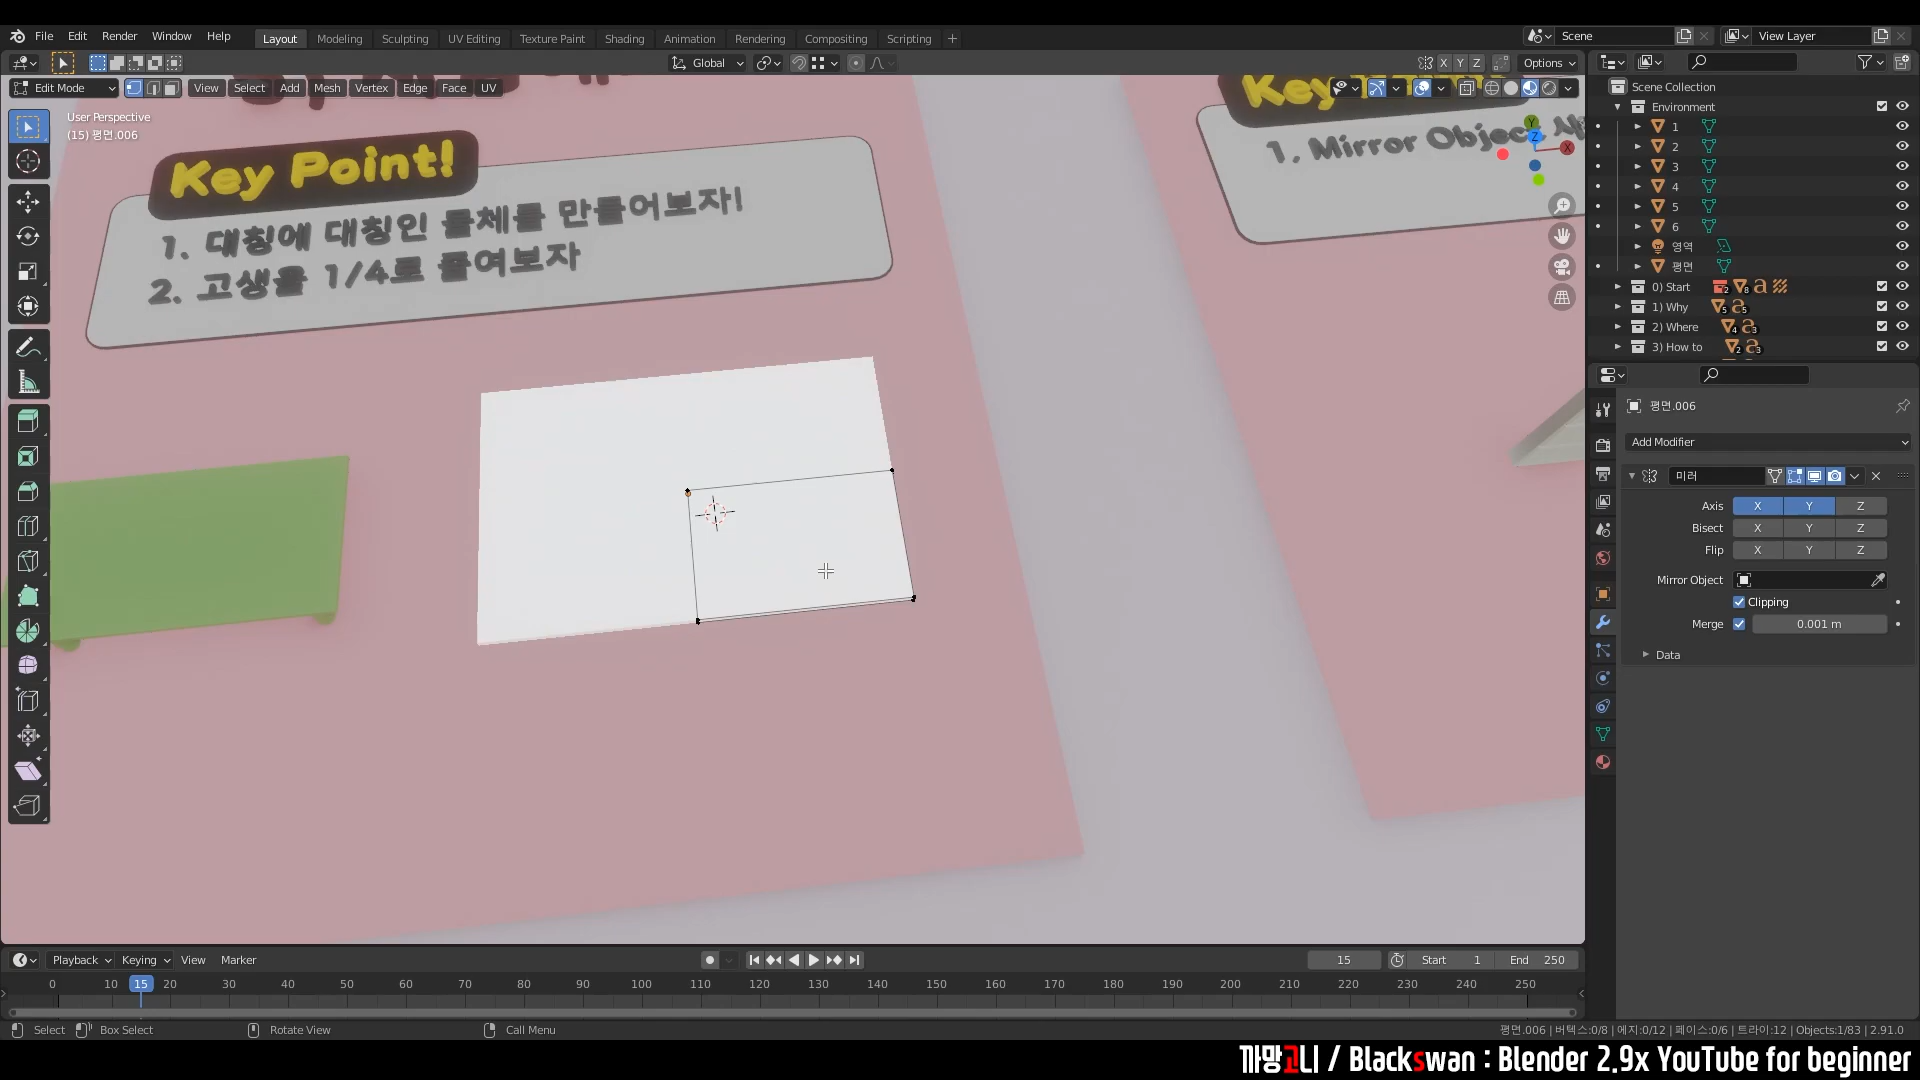 File Edit Render Window Help
Layout Modeling Sculpting UV Editing Texture Paint Shading Animation Rendering Compositing Scripting
Scene
View Layer
Global
X Y Z
Options
Edit Mode
View Select Add Mesh Vertex Edge Face UV
User Perspective
(15) 평면.006
Key Point!
1. 대칭에 대칭인 물체를 만들어보자!
2. 고생을 1/4로 줄여보자
1. Mirror Object
Scene Collection
Environment
1
2
3
4
5
6
영역
평면
0) Start
1) Why
2) Where
3) How to
평면.006
Add Modifier
미러
Axis X Y Z
Bisect X Y Z
Flip X Y Z
Mirror Object
Clipping
Merge 0.001 m
Data
Playback Keying View Marker
15
Start 1
End 250
0 10 15 20 30 40 50 60 70 80 90 100 110 120 130 140 150 160 170 180 190 200 210 220 230 240 250
Select Box Select Rotate View Call Menu
평면.006 | 버텍스:0/8 | 에지:0/12 | 페이스:0/6 | 트라이:12 | Objects:1/83 | 2.91.0
까망고니 / Blackswan : Blender 2.9x YouTube for beginner